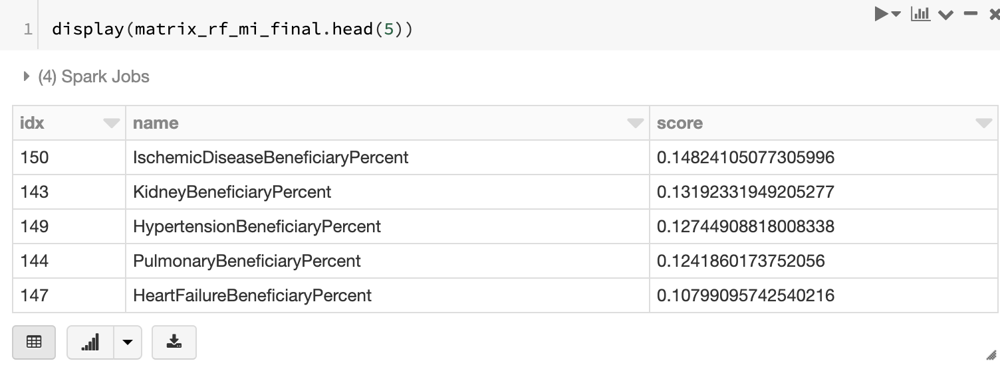 1 display(matrix_rf_mi_final.head(5))
(4) Spark Jobs
idx name score
150 IschemicDiseaseBeneficiaryPercent 0.14824105077305996
143 KidneyBeneficiaryPercent 0.13192331949205277
149 HypertensionBeneficiaryPercent 0.12744908818008338
144 PulmonaryBeneficiaryPercent 0.1241860173752056
147 HeartFailureBeneficiaryPercent 0.10799095742540216